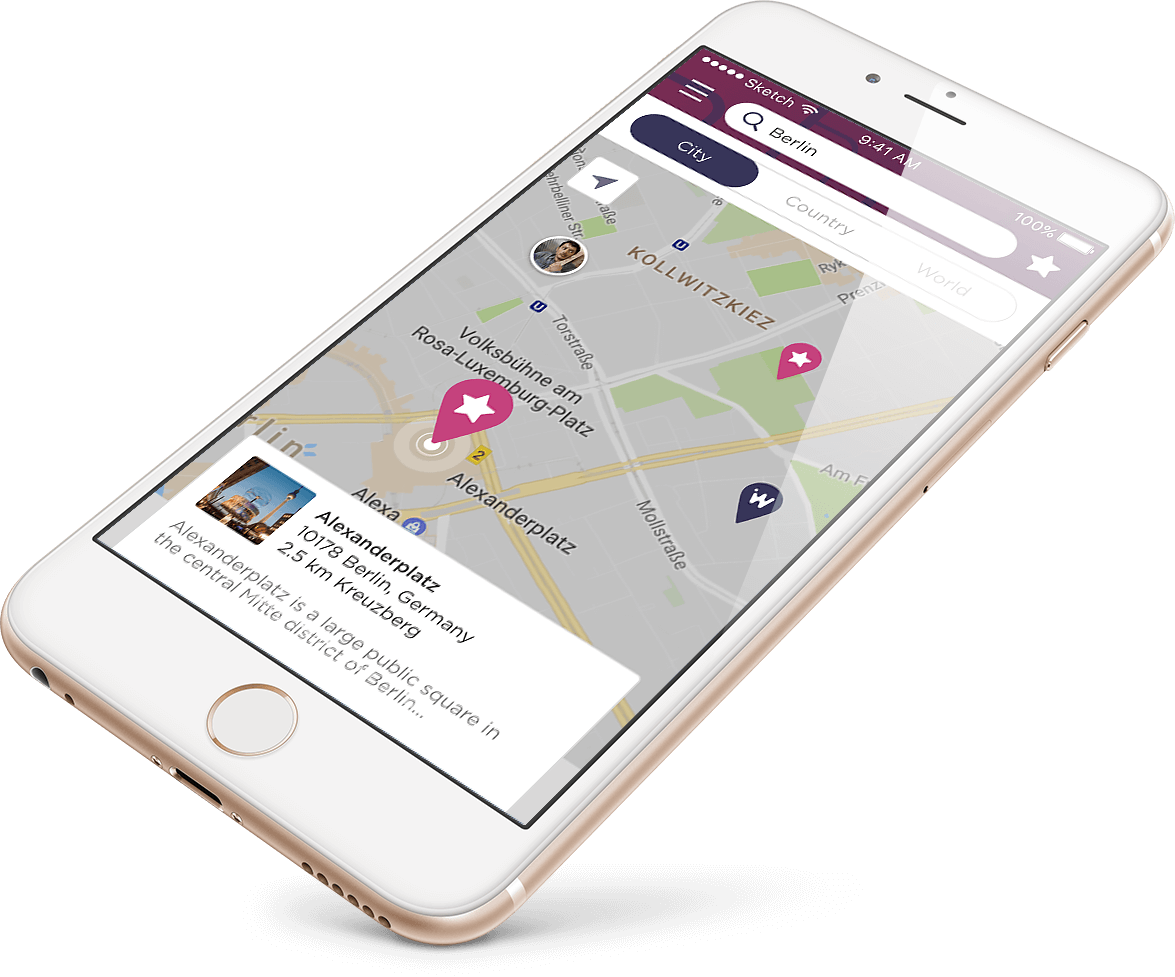 Sketch
9:41 AM
100%
Berlin
City
Country
World
KOLLWITZKIEZ
Torstraße
Volksbühne am
Rosa-Luxemburg-Platz
2
Alexanderplatz
Alexa
Mollstraße
Am F
Ryk
Prenz
U
U
W
Alexanderplatz
10178 Berlin, Germany
2.5 km Kreuzberg
Alexanderplatz is a large public square in
the central Mitte district of Berlin...